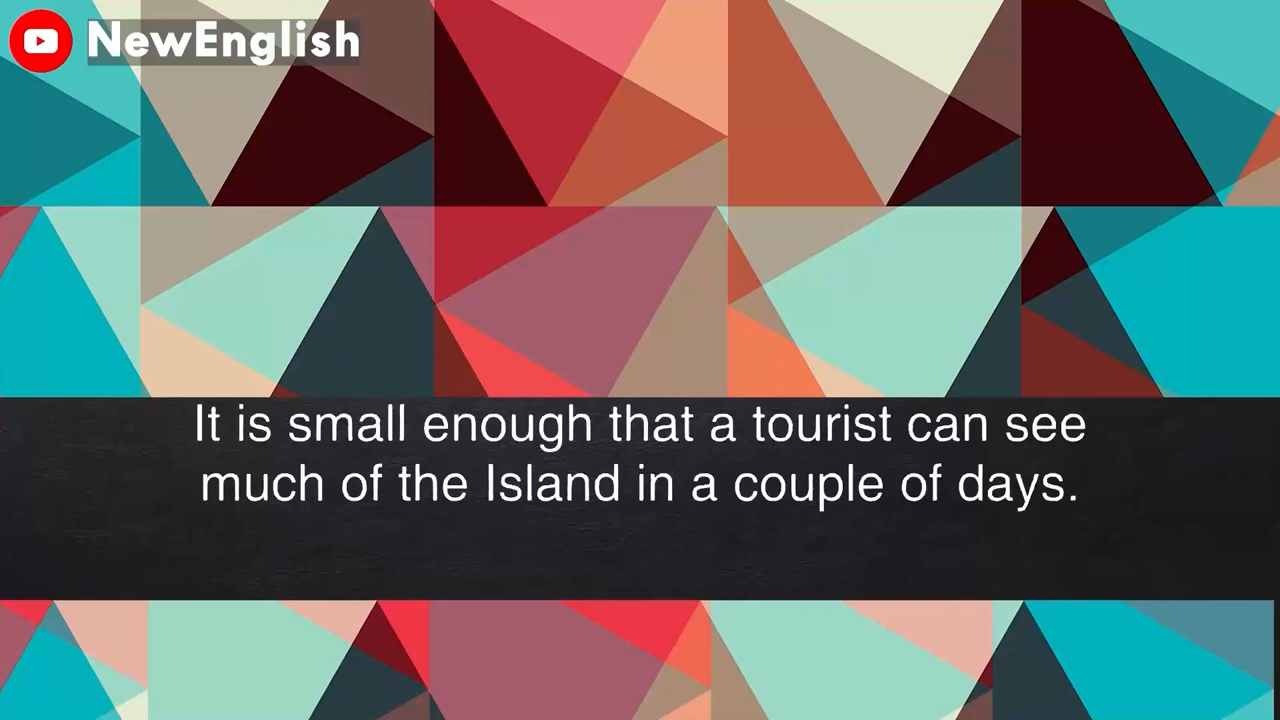 NewEnglish
It is small enough that a tourist can see
much of the Island in a couple of days.